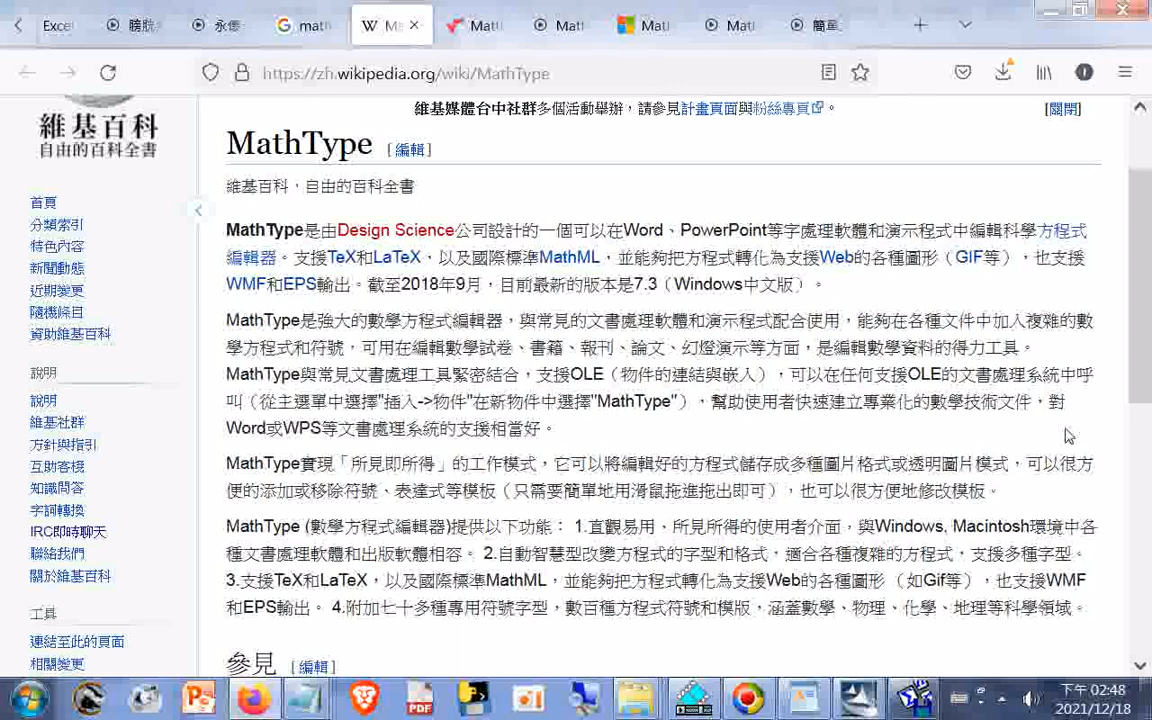 Exce
膀胱
永備
math
Ma
Math
Math
Math
Math
簡單
https://zh.wikipedia.org/wiki/MathType
維基媒體台中社群多個活動舉辦，請參見計畫頁面與粉絲專頁。 [關閉]
維基百科
自由的百科全書
MathType [編輯]
維基百科，自由的百科全書
首頁
分類索引
特色內容
新聞動態
近期變更
隨機條目
資助維基百科
說明
說明
維基社群
方針與指引
互助客棧
知識問答
字詞轉換
IRC即時聊天
聯絡我們
關於維基百科
工具
連結至此的頁面
相關變更
MathType是由Design Science公司設計的一個可以在Word、PowerPoint等字處理軟體和演示程式中編輯科學方程式
編輯器。支援TeX和LaTeX，以及國際標準MathML，並能夠把方程式轉化為支援Web的各種圖形（GIF等），也支援
WMF和EPS輸出。截至2018年9月，目前最新的版本是7.3（Windows中文版）。
MathType是強大的數學方程式編輯器，與常見的文書處理軟體和演示程式配合使用，能夠在各種文件中加入複雜的數
學方程式和符號，可用在編輯數學試卷、書籍、報刊、論文、幻燈演示等方面，是編輯數學資料的得力工具。
MathType與常見文書處理工具緊密結合，支援OLE（物件的連結與嵌入），可以在任何支援OLE的文書處理系統中呼
叫（從主選單中選擇"插入->物件"在新物件中選擇"MathType"），幫助使用者快速建立專業化的數學技術文件，對
Word或WPS等文書處理系統的支援相當好。
MathType實現「所見即所得」的工作模式，它可以將編輯好的方程式儲存成多種圖片格式或透明圖片模式，可以很方
便的添加或移除符號、表達式等模板（只需要簡單地用滑鼠拖進拖出即可），也可以很方便地修改模板。
MathType (數學方程式編輯器)提供以下功能： 1.直觀易用、所見所得的使用者介面，與Windows, Macintosh環境中各
種文書處理軟體和出版軟體相容。 2.自動智慧型改變方程式的字型和格式，適合各種複雜的方程式，支援多種字型。
3.支援TeX和LaTeX，以及國際標準MathML，並能夠把方程式轉化為支援Web的各種圖形 （如Gif等），也支援WMF
和EPS輸出。 4.附加七十多種專用符號字型，數百種方程式符號和模版，涵蓋數學、物理、化學、地理等科學領域。
參見 [編輯]
下午 02:48
2021/12/18